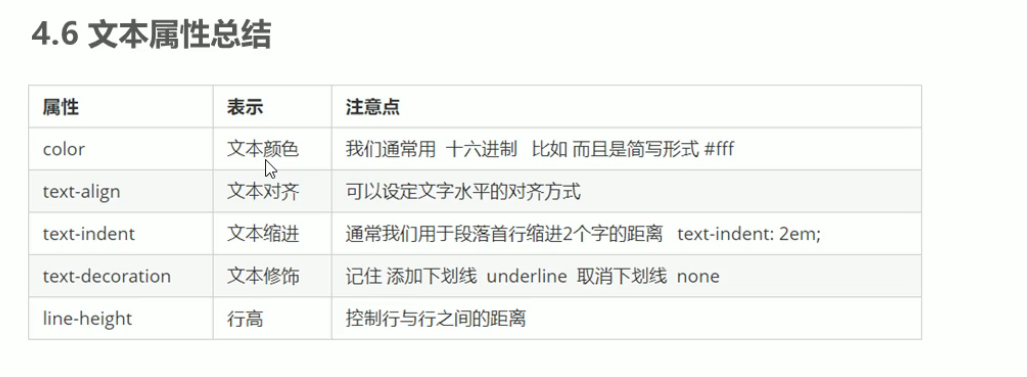 4.6 文本属性总结
属性 表示 注意点
color 文本颜色 我们通常用 十六进制 比如 而且是简写形式 #fff
text-align 文本对齐 可以设定文字水平的对齐方式
text-indent 文本缩进 通常我们用于段落首行缩进2个字的距离 text-indent: 2em;
text-decoration 文本修饰 记住 添加下划线 underline 取消下划线 none
line-height 行高 控制行与行之间的距离